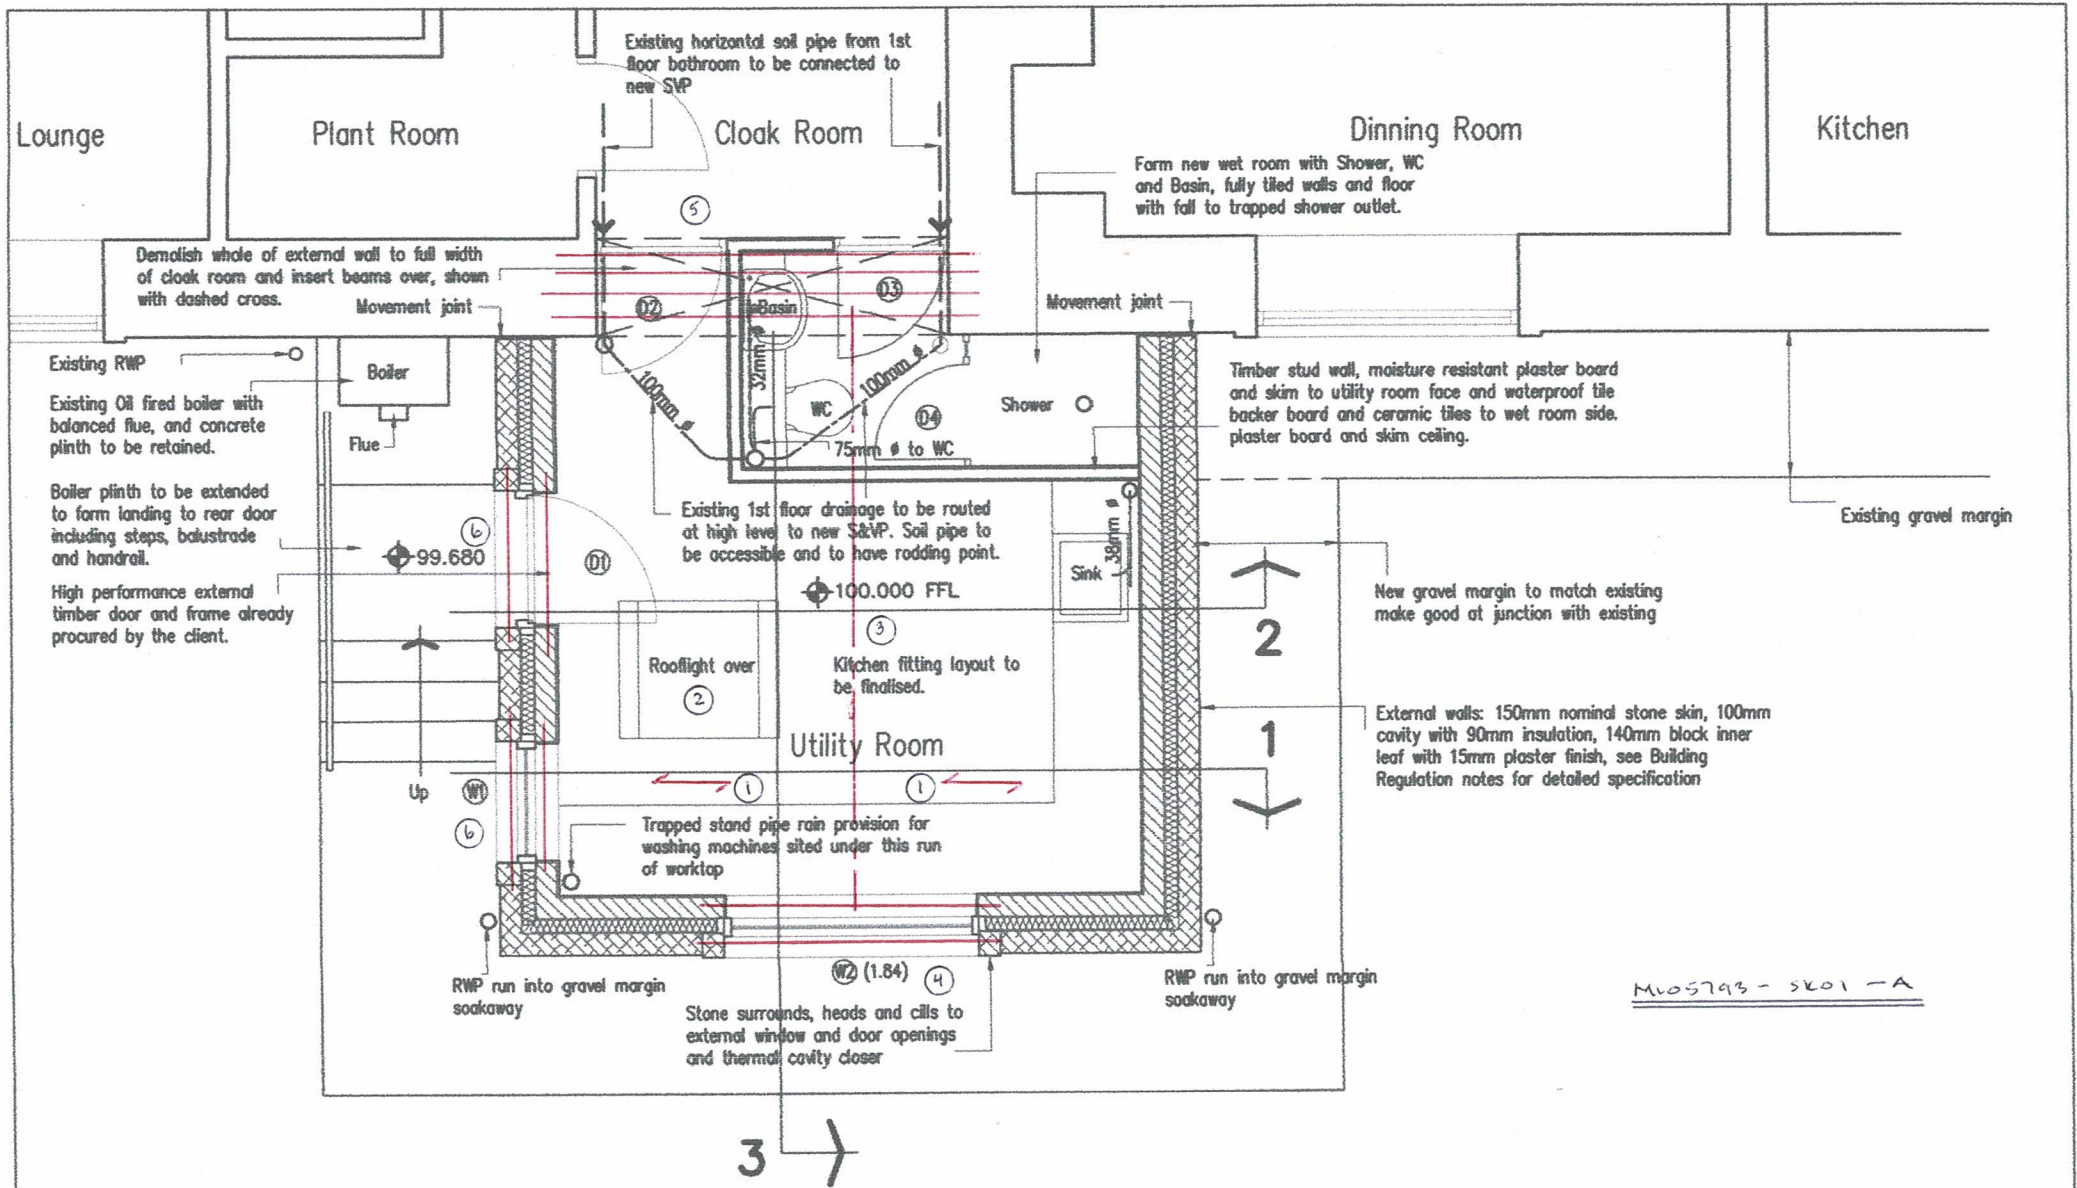 Existing horizontal soil pipe from 1st
floor bathroom to be connected to
new SVP
Lounge
Plant Room
Cloak Room
Dinning Room
Kitchen
Form new wet room with Shower, WC
and Basin, fully tiled walls and floor
with fall to trapped shower outlet.
5
Demolish whole of external wall to full width
of cloak room and insert beams over, shown
with dashed cross.
Movement joint
D2
Basin
D3
Movement joint
Existing RWP
Boiler
Flue
Existing Oil fired boiler with
balanced flue, and concrete
plinth to be retained.
100mm ø
32mm ø
100mm ø
WC
D4
Shower
75mm ø to WC
Timber stud wall, moisture resistant plaster board
and skim to utility room face and waterproof tile
backer board and ceramic tiles to wet room side.
plaster board and skim ceiling.
Boiler plinth to be extended
to form landing to rear door
including steps, balustrade
and handrail.
6
99.680
D1
Existing 1st floor drainage to be routed
at high level to new S&VP. Soil pipe to
be accessible and to have rodding point.
38mm ø
Sink
Existing gravel margin
High performance external
timber door and frame already
procured by the client.
100.000 FFL
3
New gravel margin to match existing
make good at junction with existing
2
Rooflight over
2
Kitchen fitting layout to
be finalised.
External walls: 150mm nominal stone skin, 100mm
cavity with 90mm insulation, 140mm block inner
leaf with 15mm plaster finish, see Building
Regulation notes for detailed specification
1
Utility Room
1
1
Up
W1
6
Trapped stand pipe rain provision for
washing machines sited under this run
of worktop
W2 (1.84)
4
RWP run into gravel margin
soakaway
Stone surrounds, heads and cills to
external window and door openings
and thermal cavity closer
RWP run into gravel margin
soakaway
M105793 - SK01 - A
3